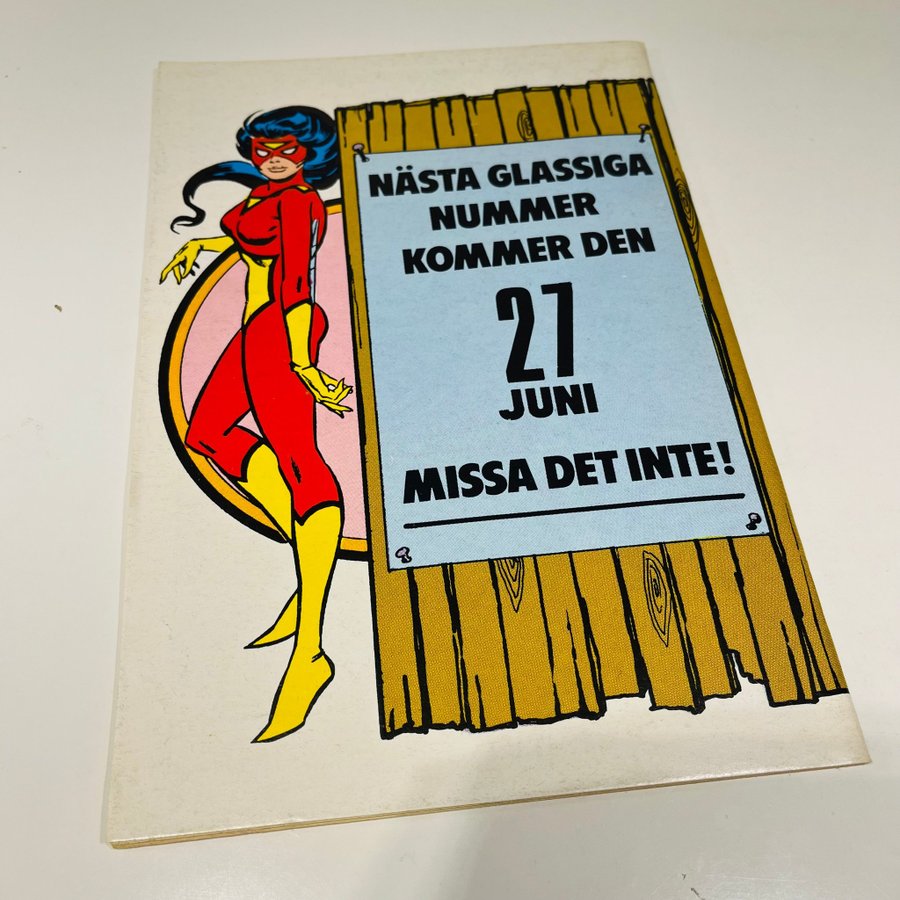 NÄSTA GLASSIGA
NUMMER
KOMMER DEN
27
JUNI
MISSA DET INTE!